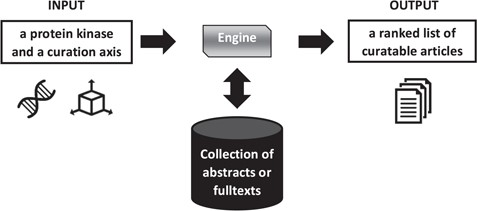 INPUT
a protein kinase
and a curation axis
Engine
OUTPUT
a ranked list of
curatable articles
Collection of
abstracts or
fulltexts